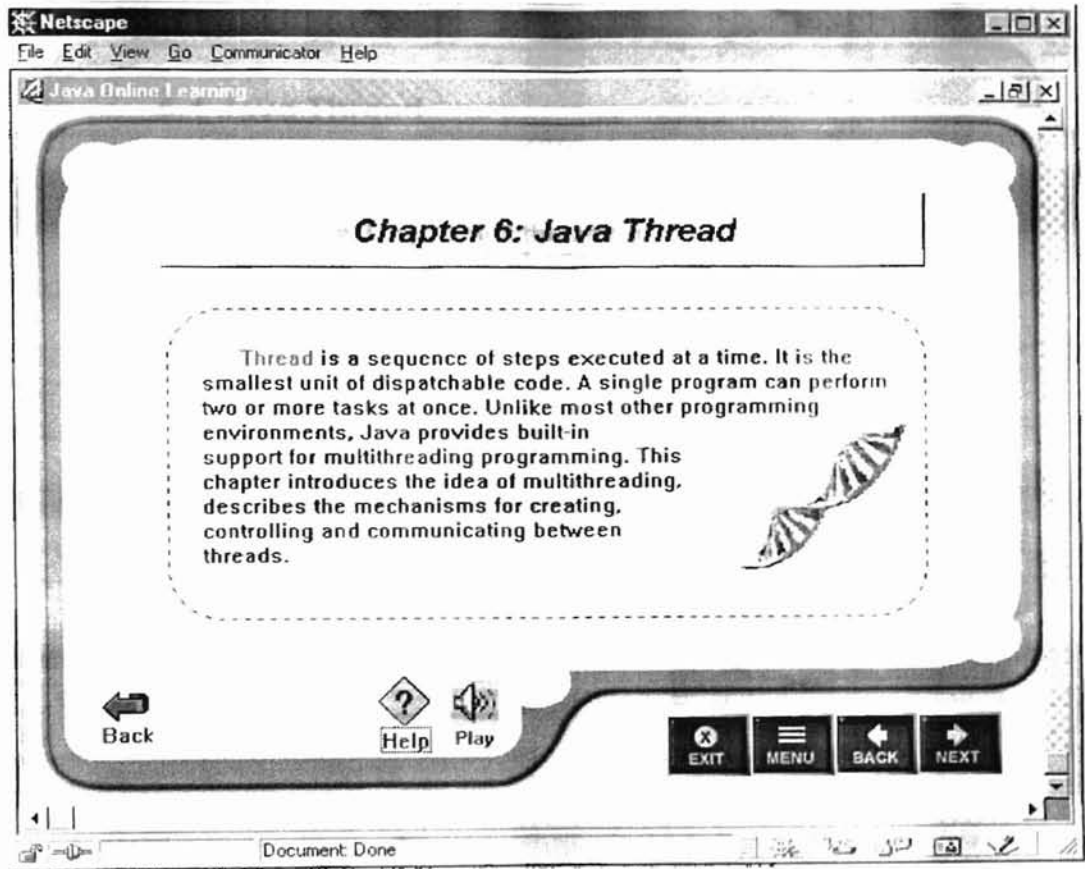 Netscape
File Edit View Go Communicator Help
Java Online Learning
Chapter 6: Java Thread
Thread is a sequence of steps executed at a time. It is the
smallest unit of dispatchable code. A single program can perform
two or more tasks at once. Unlike most other programming
environments, Java provides built-in
support for multithreading programming. This
chapter introduces the idea of multithreading,
describes the mechanisms for creating,
controlling and communicating between
threads.
Back
Help
Play
EXIT
MENU
BACK
NEXT
Document: Done